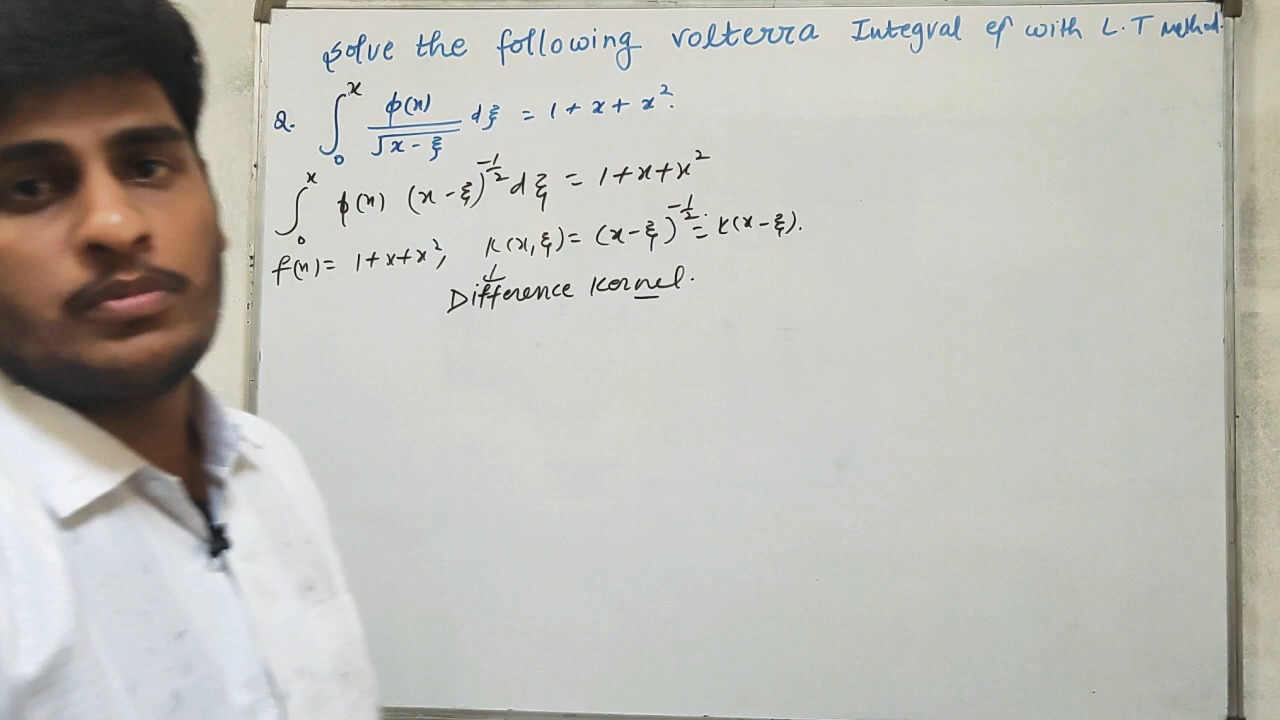 Solve the following volterra Integral eq with L.T method.
Q. ∫₀ˣ φ(x)/√(x-ξ) dξ = 1 + x + x².
∫₀ˣ φ(x) (x-ξ)^(-1/2) dξ = 1+x+x²
f(x) = 1+x+x², K(x,ξ) = (x-ξ)^(-1/2) = K(x-ξ).
Difference Kornel.